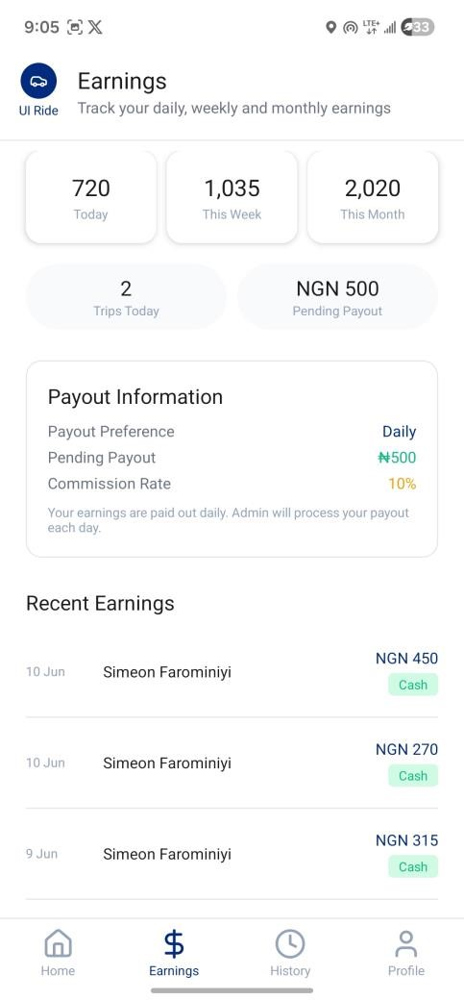 9:05
LTE+
33
Earnings
UI Ride
Track your daily, weekly and monthly earnings
720
1,035
2,020
Today
This Week
This Month
2
NGN 500
Trips Today
Pending Payout
Payout Information
Payout Preference
Daily
Pending Payout
₦500
Commission Rate
10%
Your earnings are paid out daily. Admin will process your payout
each day.
Recent Earnings
10 Jun
Simeon Farominiyi
NGN 450
Cash
10 Jun
Simeon Farominiyi
NGN 270
Cash
9 Jun
Simeon Farominiyi
NGN 315
Cash
Home
Earnings
History
Profile